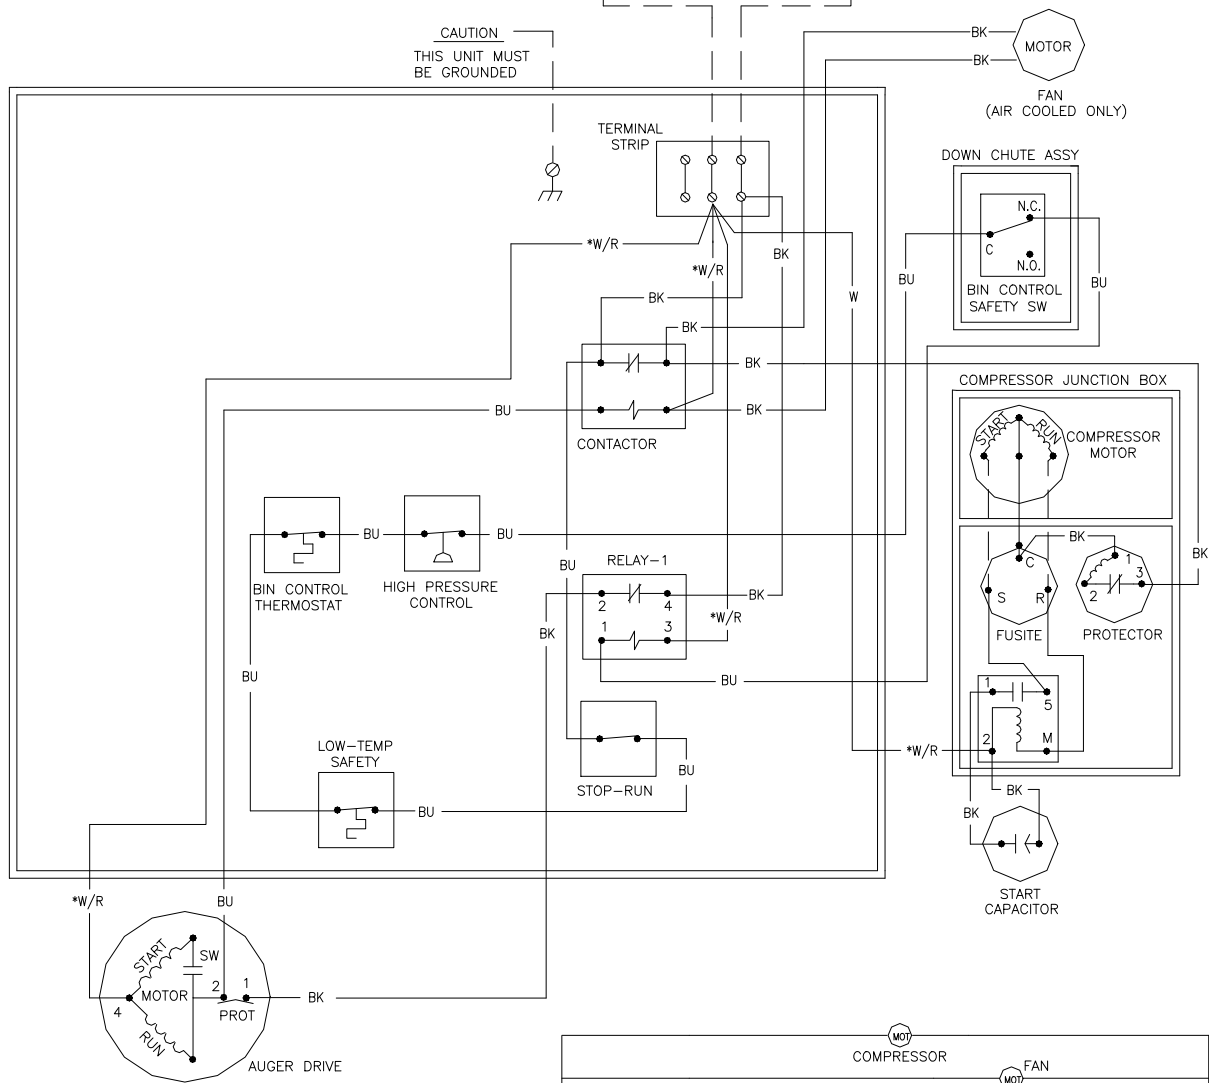 CAUTION
THIS UNIT MUST
BE GROUNDED
BK
BK
MOTOR
FAN
(AIR COOLED ONLY)
TERMINAL
STRIP
DOWN CHUTE ASSY
N.C.
C
N.O.
BIN CONTROL
SAFETY SW
*W/R
*W/R
BK
W
BU
BU
BK
BK
BK
BU
BK
CONTACTOR
COMPRESSOR JUNCTION BOX
START
RUN
COMPRESSOR
MOTOR
BU
BU
BIN CONTROL
THERMOSTAT
HIGH PRESSURE
CONTROL
BU
RELAY-1
2
4
1
3
BK
*W/R
BK
BU
BK
C
S
R
FUSITE
1
3
2
PROTECTOR
BK
BU
1
5
2
M
*W/R
STOP-RUN
BU
LOW-TEMP
SAFETY
BU
BK
BK
START
CAPACITOR
*W/R
BU
START
SW
MOTOR
2
1
4
PROT
RUN
BK
AUGER DRIVE
MOT
COMPRESSOR
FAN
MOT